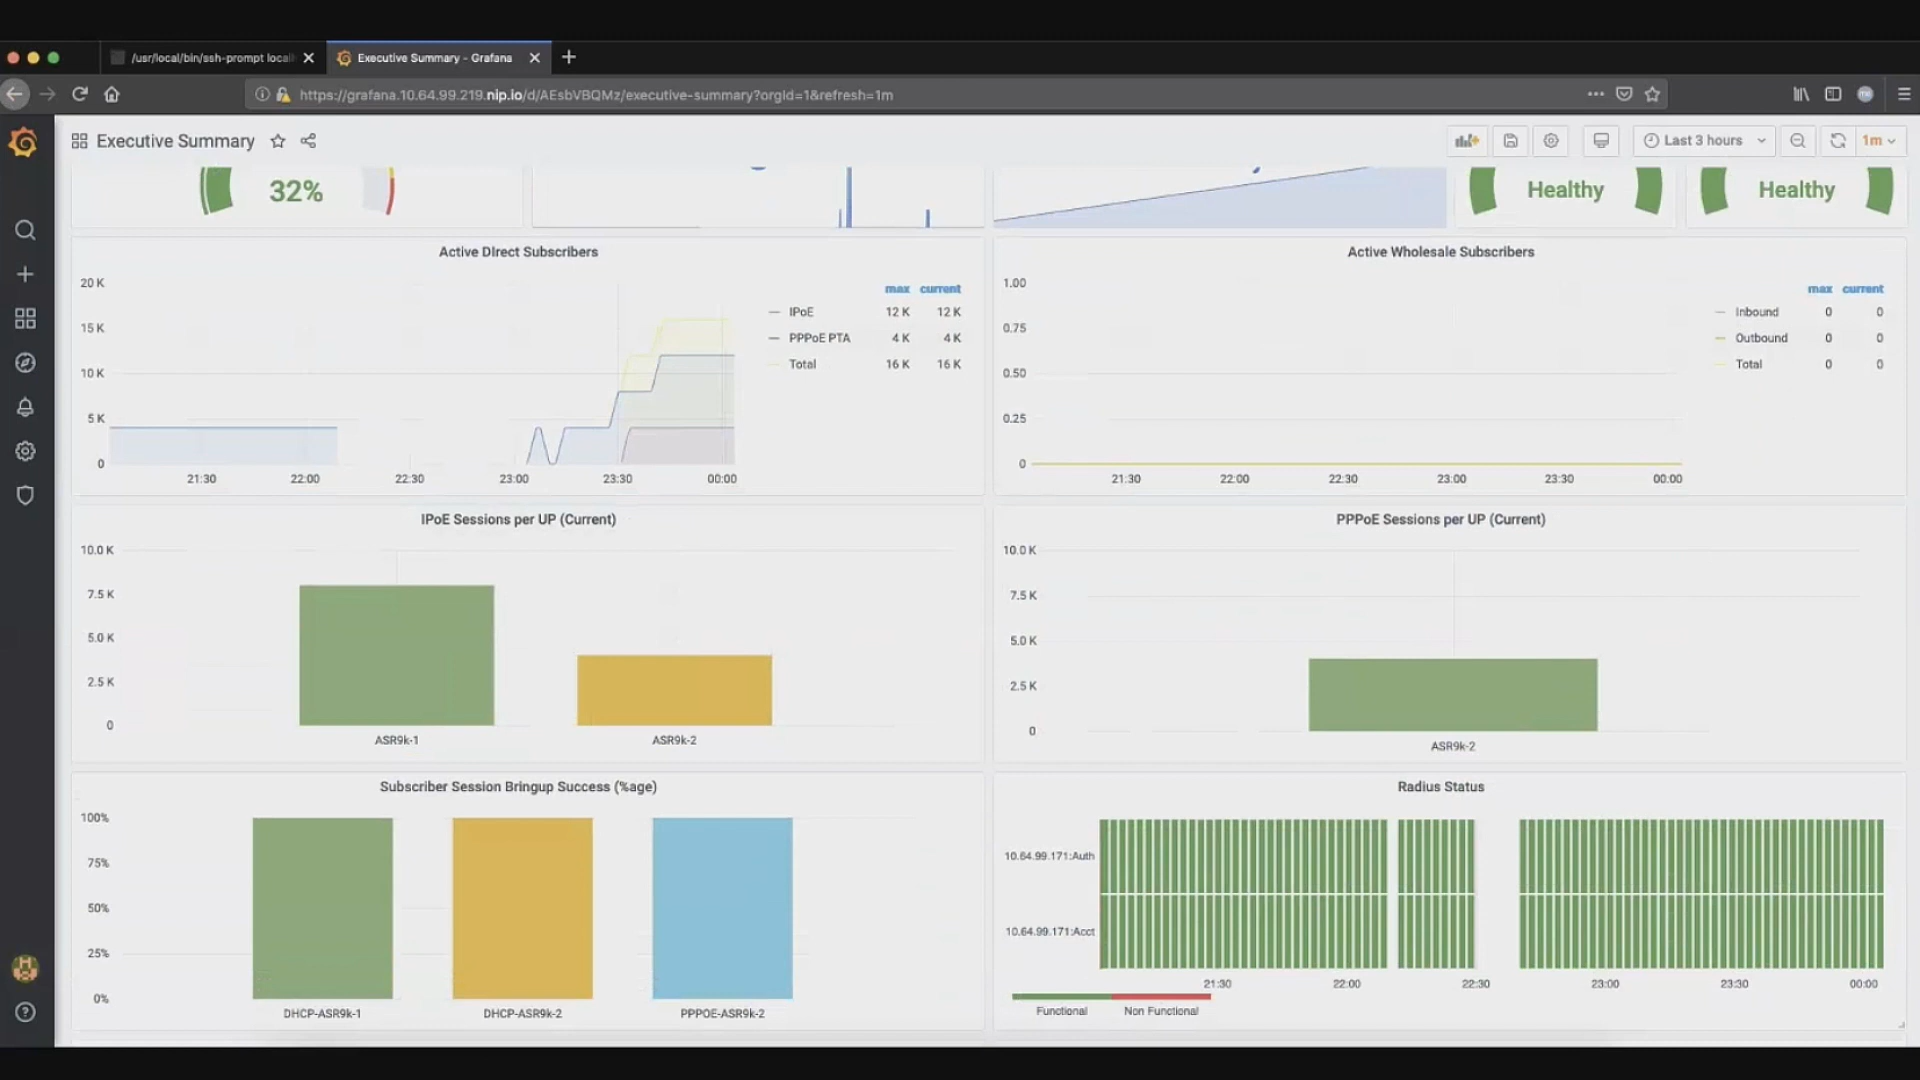 /usr/local/bin/ssh-prompt local
Executive Summary - Grafana
https://grafana.10.64.99.219.nip.io/d/AEsbVBQMz/executive-summary?orgId=1&refresh=1m
Executive Summary
Last 3 hours
1m
32%
Healthy
Healthy
Active DIrect Subscribers
20 K
15 K
10 K
5 K
0
21:30 22:00 22:30 23:00 23:30 00:00
max current
IPoE 12 K 12 K
PPPoE PTA 4 K 4 K
Total 16 K 16 K
Active Wholesale Subscribers
1.00
0.75
0.50
0.25
0
21:30 22:00 22:30 23:00 23:30 00:00
max current
Inbound 0 0
Outbound 0 0
Total 0 0
IPoE Sessions per UP (Current)
10.0 K
7.5 K
5.0 K
2.5 K
0
ASR9k-1 ASR9k-2
PPPoE Sessions per UP (Current)
10.0 K
7.5 K
5.0 K
2.5 K
0
ASR9k-2
Subscriber Session Bringup Success (%age)
100%
75%
50%
25%
0%
DHCP-ASR9k-1 DHCP-ASR9k-2 PPPOE-ASR9k-2
Radius Status
10.64.99.171:Auth
10.64.99.171:Acct
21:30 22:00 22:30 23:00 23:30 00:00
Functional Non Functional